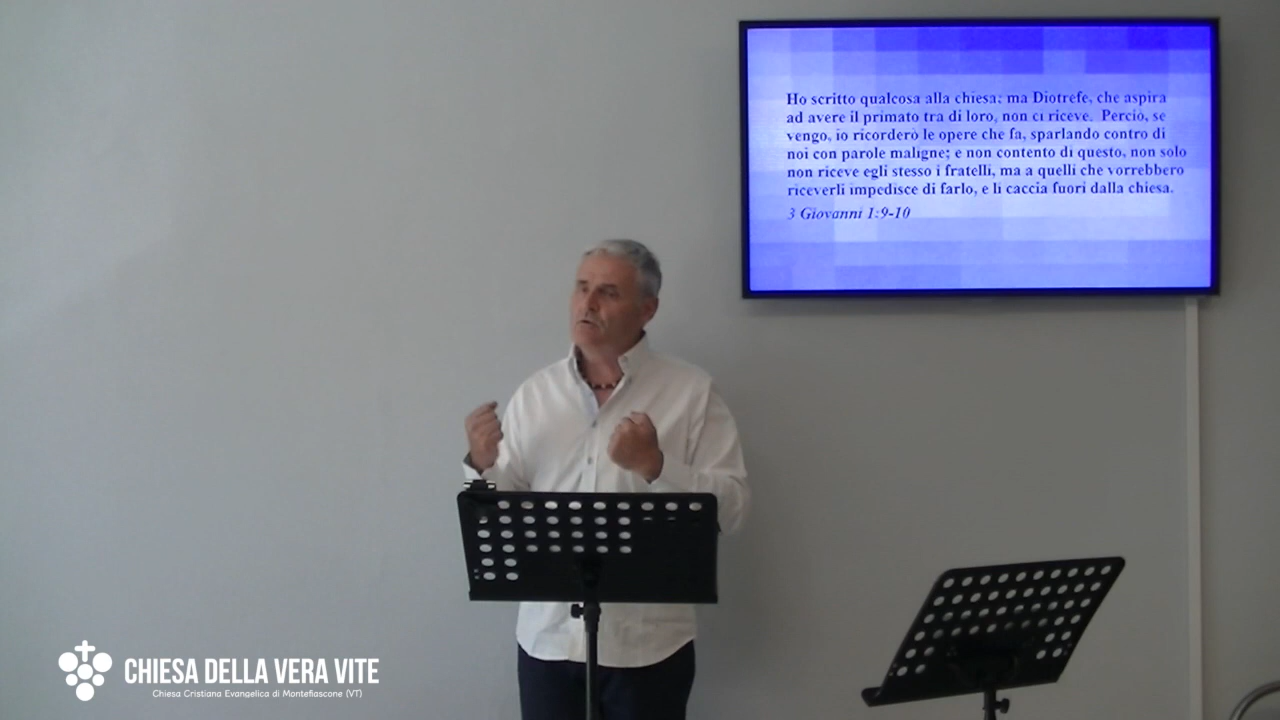 Ho scritto qualcosa alla chiesa: ma Diotrefe, che aspira
ad avere il primato tra di loro, non ci riceve. Perciò, se
vengo, io ricorderò le opere che fa, sparlando contro di
noi con parole maligne; e non contento di questo, non solo
non riceve egli stesso i fratelli, ma a quelli che vorrebbero
riceverli impedisce di farlo, e li caccia fuori dalla chiesa.
3 Giovanni 1:9-10
CHIESA DELLA VERA VITE
Chiesa Cristiana Evangelica di Montefiascone (VT)